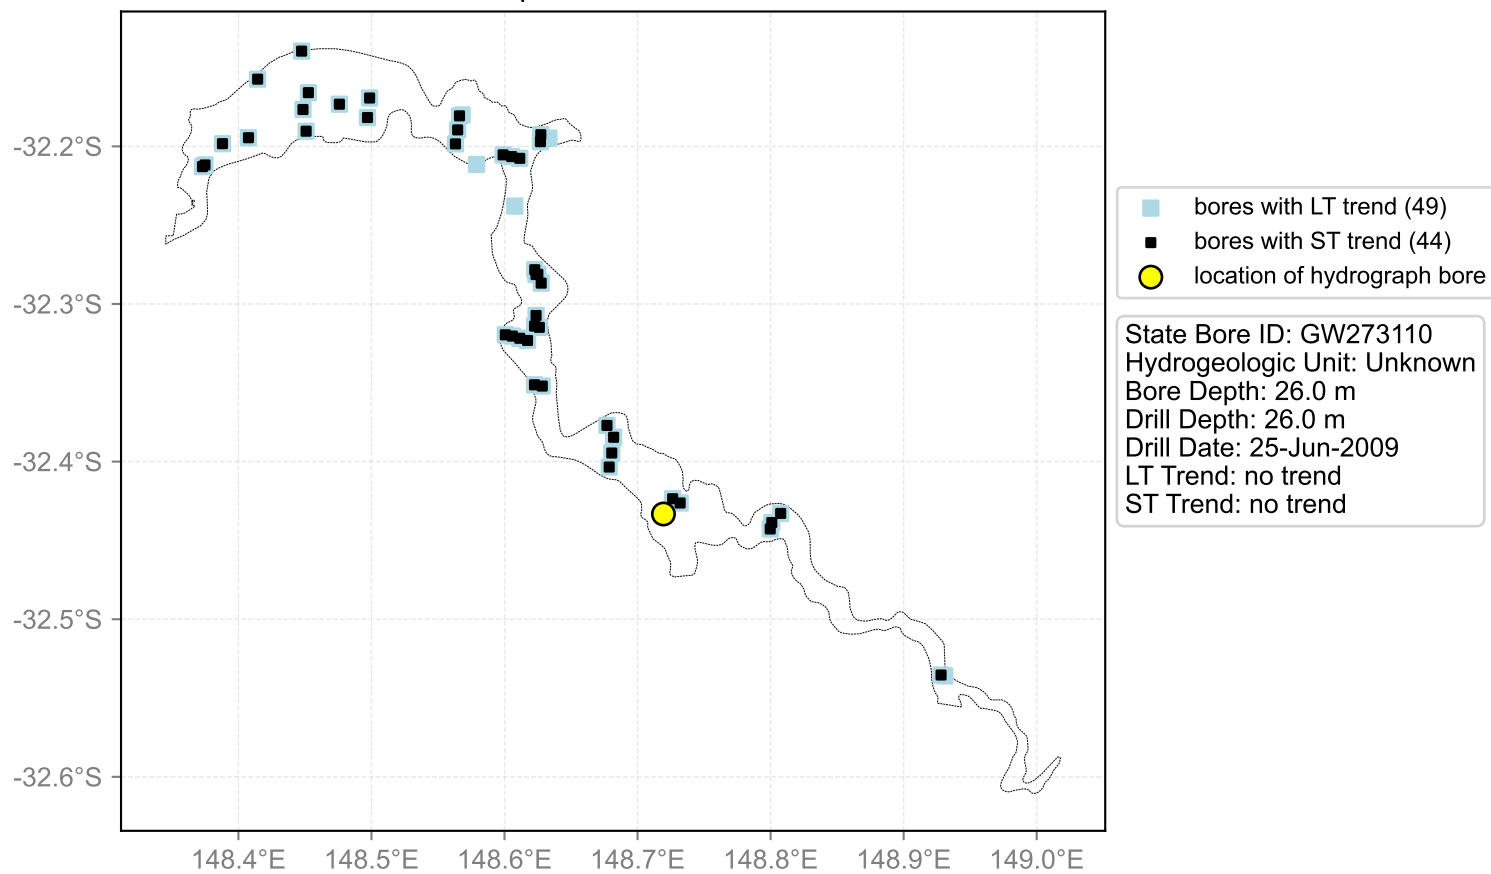 -32.2°S
-32.3°S
-32.4°S
-32.5°S
-32.6°S
148.4°E 148.5°E 148.6°E 148.7°E 148.8°E 148.9°E 149.0°E
bores with LT trend (49)
bores with ST trend (44)
location of hydrograph bore
State Bore ID: GW273110
Hydrogeologic Unit: Unknown
Bore Depth: 26.0 m
Drill Depth: 26.0 m
Drill Date: 25-Jun-2009
LT Trend: no trend
ST Trend: no trend